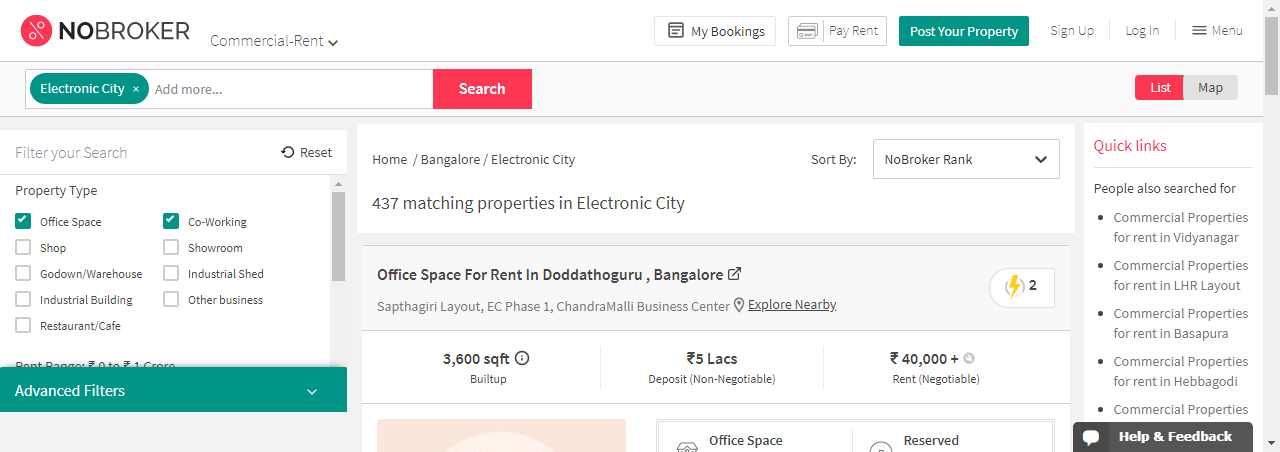 NOBROKER
Commercial-Rent
My Bookings
Pay Rent
Post Your Property
Sign Up
Log In
Menu
Electronic City ×
Add more...
Search
List
Map
Filter your Search
Reset
Property Type
Office Space
Co-Working
Shop
Showroom
Godown/Warehouse
Industrial Shed
Industrial Building
Other business
Restaurant/Cafe
Rent Range: ₹ 0 to ₹ 1 Crore
Advanced Filters
Home / Bangalore / Electronic City
Sort By:
NoBroker Rank
437 matching properties in Electronic City
Office Space For Rent In Doddathoguru , Bangalore
Sapthagiri Layout, EC Phase 1, ChandraMalli Business Center
Explore Nearby
2
3,600 sqft
Builtup
₹5 Lacs
Deposit (Non-Negotiable)
₹ 40,000 +
Rent (Negotiable)
Office Space
Reserved
Quick links
People also searched for
Commercial Properties
for rent in Vidyanagar
Commercial Properties
for rent in LHR Layout
Commercial Properties
for rent in Basapura
Commercial Properties
for rent in Hebbagodi
Commercial Properties
Help & Feedback